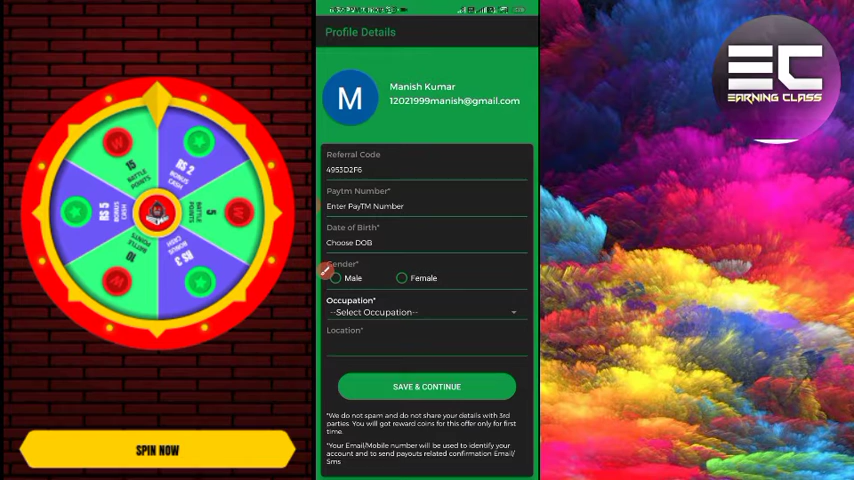 Profile Details
M
Manish Kumar
12021999manish@gmail.com
Referral Code
4953D2F6
Paytm Number*
Enter PayTM Number
Date of Birth*
Choose DOB
Gender*
Male
Female
Occupation*
--Select Occupation--
Location*
SAVE & CONTINUE
*We do not spam and do not share your details with 3rd
parties. You will got reward coins for this offer only for first
time.
*Your Email/Mobile number will be used to identify your
account and to send payouts related confirmation Email/
Sms
15
BATTLE
POINTS
RS 2
BONUS
CASH
5
BATTLE
POINTS
RS 3
BONUS
CASH
10
BATTLE
POINTS
RS 5
BONUS
CASH
W
W
W
SPIN NOW
EC
EARNING CLASS